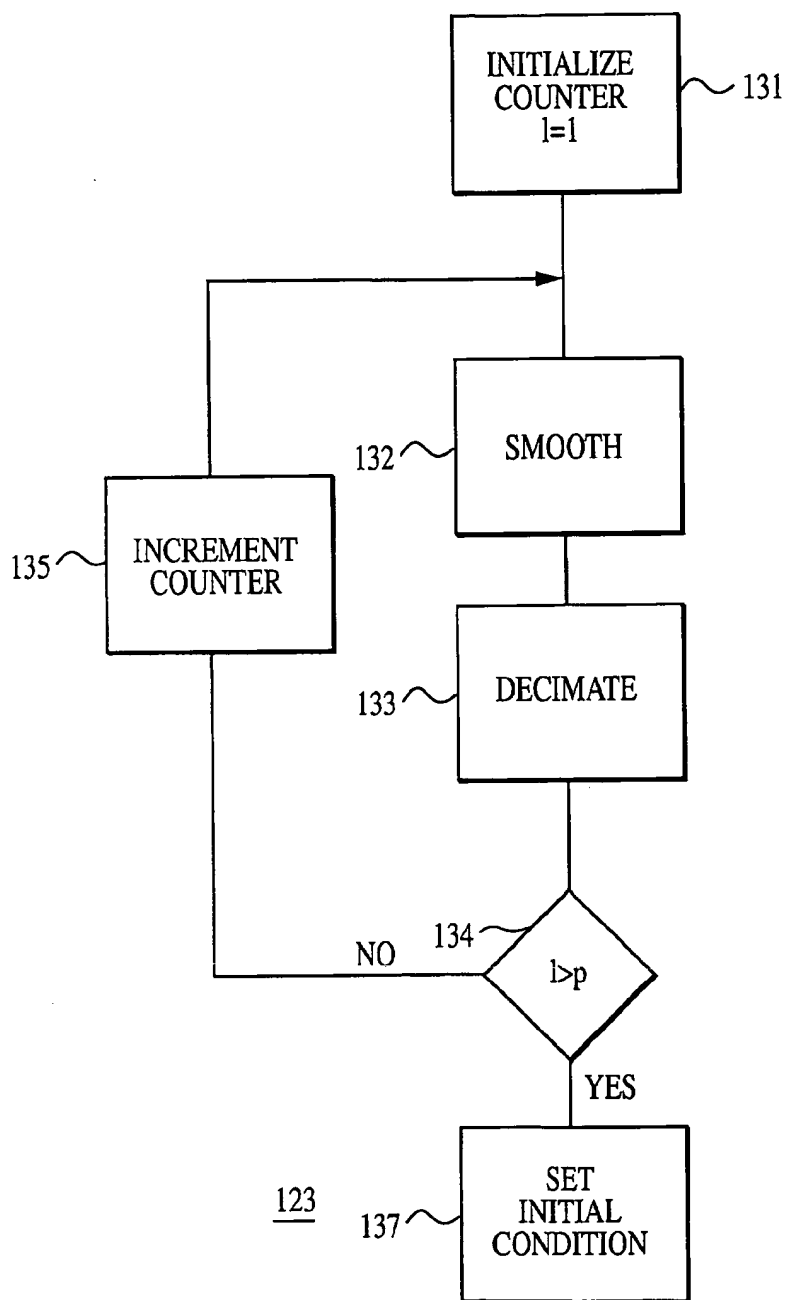 INITIALIZE
COUNTER
l=1
131
SMOOTH
132
INCREMENT
COUNTER
135
DECIMATE
133
134
l>p
NO
YES
SET
INITIAL
CONDITION
137
123